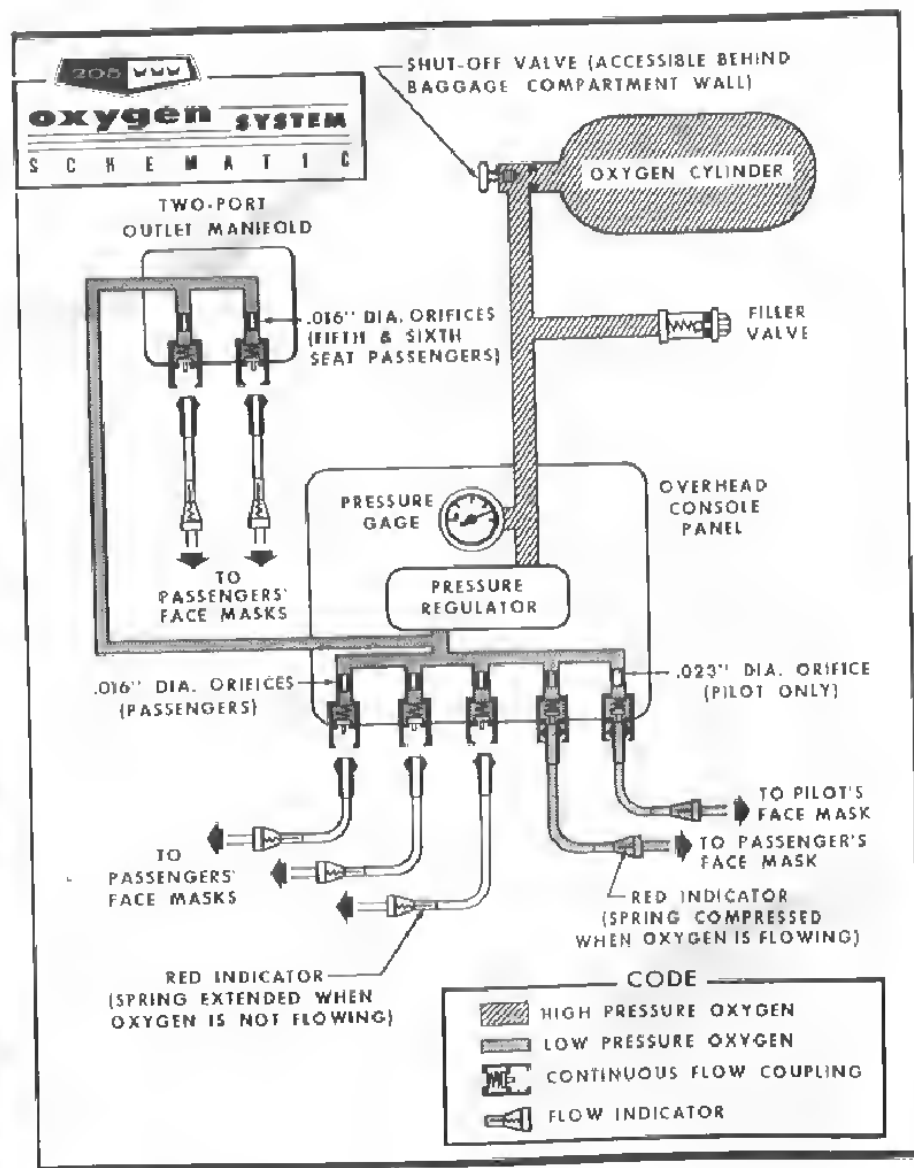 205
oxygen SYSTEM
SCHEMATIC
SHUT-OFF VALVE (ACCESSIBLE BEHIND
BAGGAGE COMPARTMENT WALL)
OXYGEN CYLINDER
TWO-PORT
OUTLET MANIFOLD
.016" DIA. ORIFICES
(FIFTH & SIXTH
SEAT PASSENGERS)
FILLER
VALVE
PRESSURE
GAGE
OVERHEAD
CONSOLE
PANEL
TO
PASSENGERS'
FACE MASKS
PRESSURE
REGULATOR
.016" DIA. ORIFICES
(PASSENGERS)
.023" DIA. ORIFICE
(PILOT ONLY)
TO PILOT'S
FACE MASK
TO PASSENGER'S
FACE MASK
TO
PASSENGERS'
FACE MASKS
RED INDICATOR
(SPRING COMPRESSED
WHEN OXYGEN IS FLOWING)
RED INDICATOR
(SPRING EXTENDED WHEN
OXYGEN IS NOT FLOWING)
CODE
HIGH PRESSURE OXYGEN
LOW PRESSURE OXYGEN
CONTINUOUS FLOW COUPLING
FLOW INDICATOR